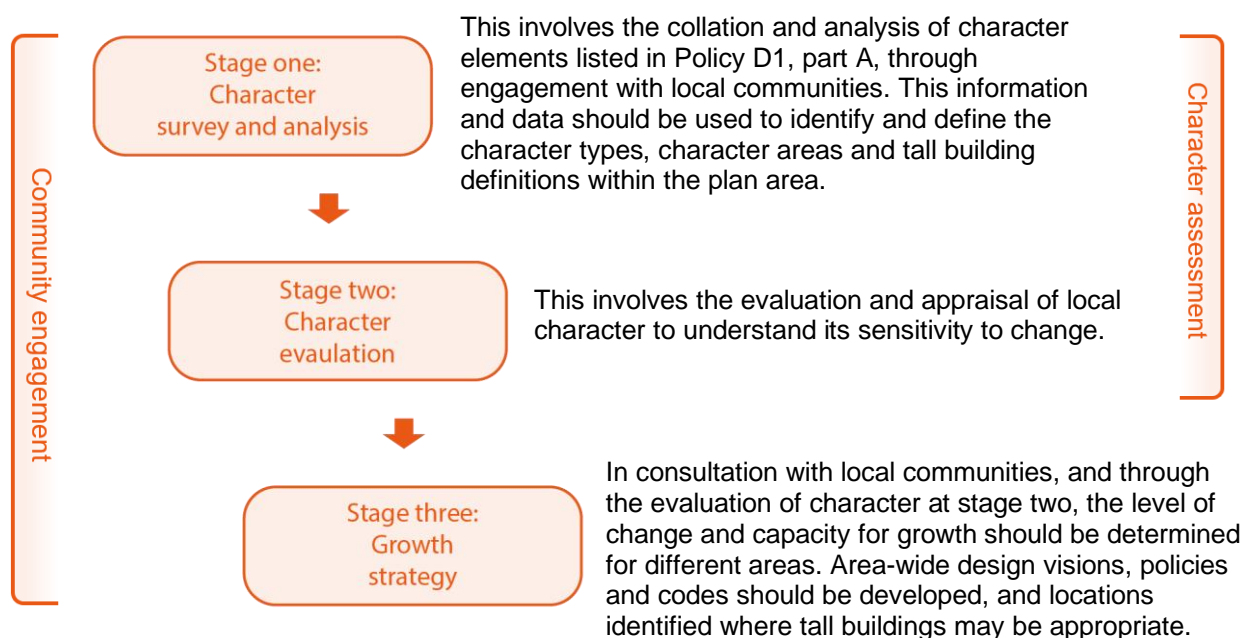 Community engagement
Stage one:
Character
survey and analysis
This involves the collation and analysis of character
elements listed in Policy D1, part A, through
engagement with local communities. This information
and data should be used to identify and define the
character types, character areas and tall building
definitions within the plan area.
Character assessment
Stage two:
Character
evaulation
This involves the evaluation and appraisal of local
character to understand its sensitivity to change.
Stage three:
Growth
strategy
In consultation with local communities, and through
the evaluation of character at stage two, the level of
change and capacity for growth should be determined
for different areas. Area-wide design visions, policies
and codes should be developed, and locations
identified where tall buildings may be appropriate.